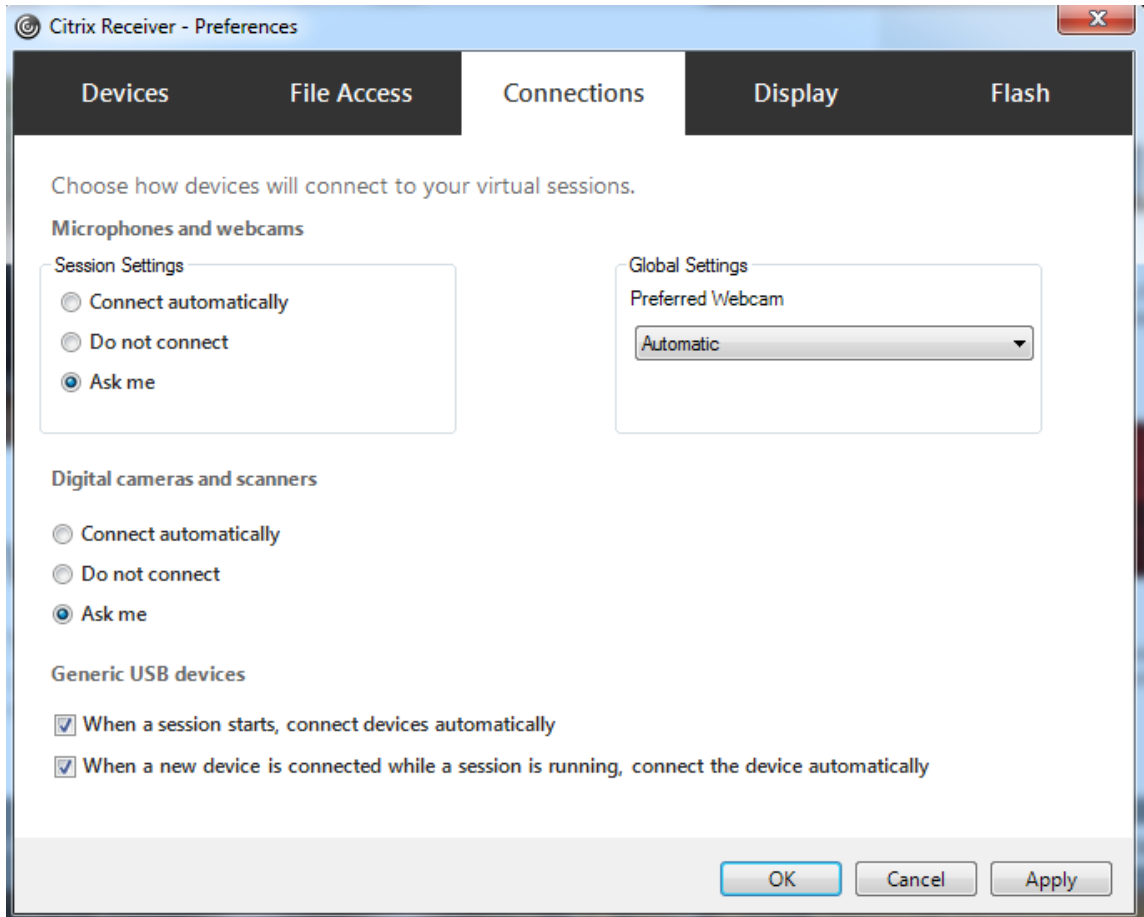 Citrix Receiver - Preferences
Devices File Access Connections Display Flash
Choose how devices will connect to your virtual sessions.
Microphones and webcams
Session Settings
Connect automatically
Do not connect
Ask me
Global Settings
Preferred Webcam
Automatic
Digital cameras and scanners
Connect automatically
Do not connect
Ask me
Generic USB devices
When a session starts, connect devices automatically
When a new device is connected while a session is running, connect the device automatically
OK Cancel Apply